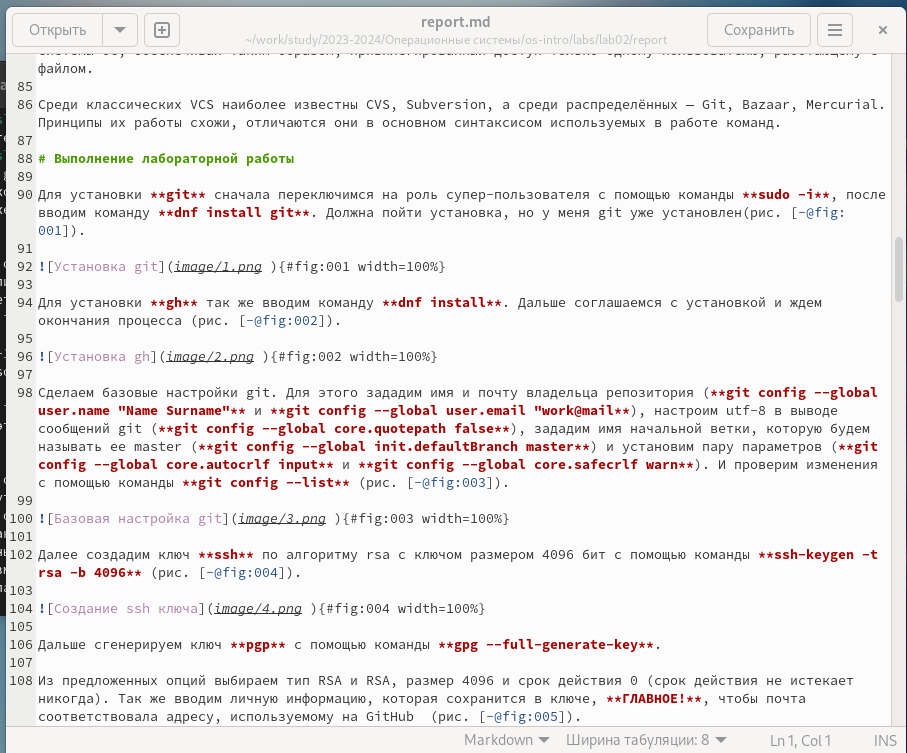 Открыть
report.md
~/work/study/2023-2024/Операционные системы/os-intro/labs/lab02/report
Сохранить
файлом.
85
86 Среди классических VCS наиболее известны CVS, Subversion, а среди распределённых — Git, Bazaar, Mercurial.
Принципы их работы схожи, отличаются они в основном синтаксисом используемых в работе команд.
87
88 # Выполнение лабораторной работы
89
90 Для установки **git** сначала переключимся на роль супер-пользователя с помощью команды **sudo -i**, после
вводим команду **dnf install git**. Должна пойти установка, но у меня git уже установлен(рис. [-@fig:
001]).
91
92 ![Установка git](image/1.png ){#fig:001 width=100%}
93
94 Для установки **gh** так же вводим команду **dnf install**. Дальше соглашаемся с установкой и ждем
окончания процесса (рис. [-@fig:002]).
95
96 ![Установка gh](image/2.png ){#fig:002 width=100%}
97
98 Сделаем базовые настройки git. Для этого зададим имя и почту владельца репозитория (**git config --global
user.name "Name Surname"** и **git config --global user.email "work@mail**), настроим utf-8 в выводе
сообщений git (**git config --global core.quotepath false**), зададим имя начальной ветки, которую будем
называть ее master (**git config --global init.defaultBranch master**) и установим пару параметров (**git
config --global core.autocrlf input** и **git config --global core.safecrlf warn**). И проверим изменения
с помощью команды **git config --list** (рис. [-@fig:003]).
99
100 ![Базовая настройка git](image/3.png ){#fig:003 width=100%}
101
102 Далее создадим ключ **ssh** по алгоритму rsa с ключом размером 4096 бит с помощью команды **ssh-keygen -t
rsa -b 4096** (рис. [-@fig:004]).
103
104 ![Создание ssh ключа](image/4.png ){#fig:004 width=100%}
105
106 Дальше сгенерируем ключ **pgp** с помощью команды **gpg --full-generate-key**.
107
108 Из предложенных опций выбираем тип RSA и RSA, размер 4096 и срок действия 0 (срок действия не истекает
никогда). Так же вводим личную информацию, которая сохранится в ключе, **ГЛАВНОЕ!**, чтобы почта
соответствовала адресу, используемому на GitHub  (рис. [-@fig:005]).
Markdown
Ширина табуляции: 8
Ln 1, Col 1
INS